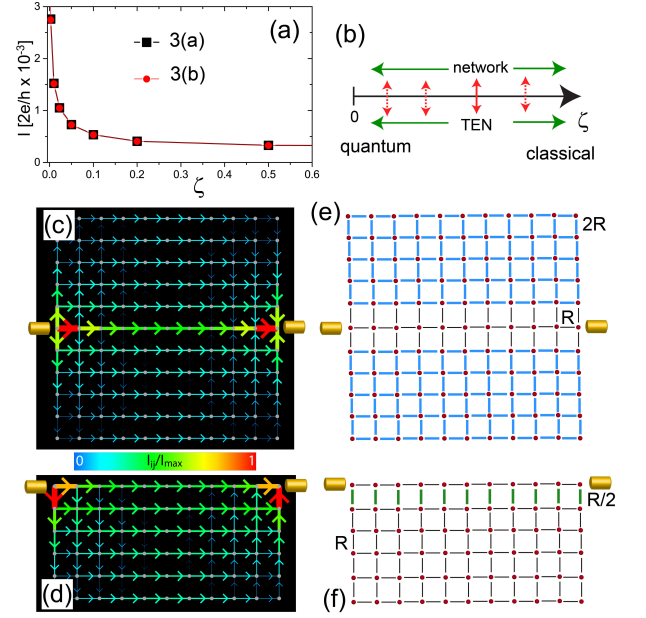 3
2
1
0
I [2e/h x 10⁻³]
3(a)
3(b)
(a)
0.0 0.1 0.2 0.3 0.4 0.5 0.6
ζ
(b)
network
0
TEN
ζ
quantum
classical
(c)
0 I_ij/I_max 1
(d)
(e)
2R
R
R/2
R
(f)